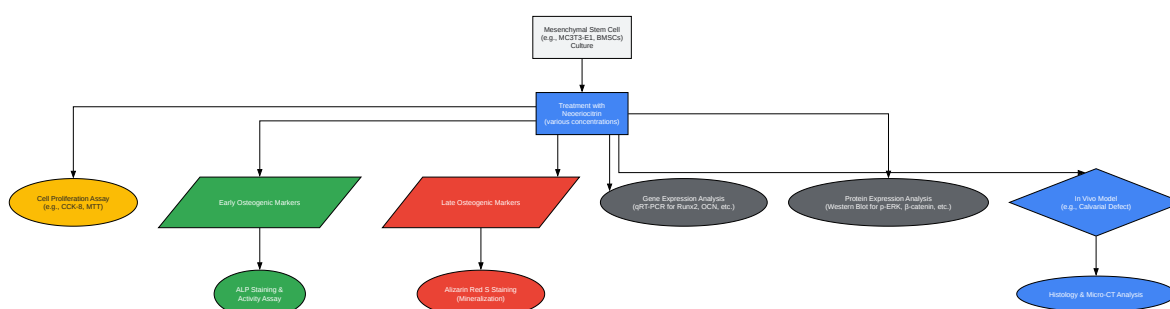 Mesenchymal Stem Cell
(e.g., MC3T3-E1, BMSCs)
Culture
Treatment with
Neoeriocitrin
(various concentrations)
Cell Proliferation Assay
(e.g., CCK-8, MTT)
Early Osteogenic Markers
Late Osteogenic Markers
Gene Expression Analysis
(qRT-PCR for Runx2, OCN, etc.)
Protein Expression Analysis
(Western Blot for p-ERK, β-catenin, etc.)
In Vivo Model
(e.g., Calvarial Defect)
ALP Staining &
Activity Assay
Alizarin Red S Staining
(Mineralization)
Histology & Micro-CT Analysis